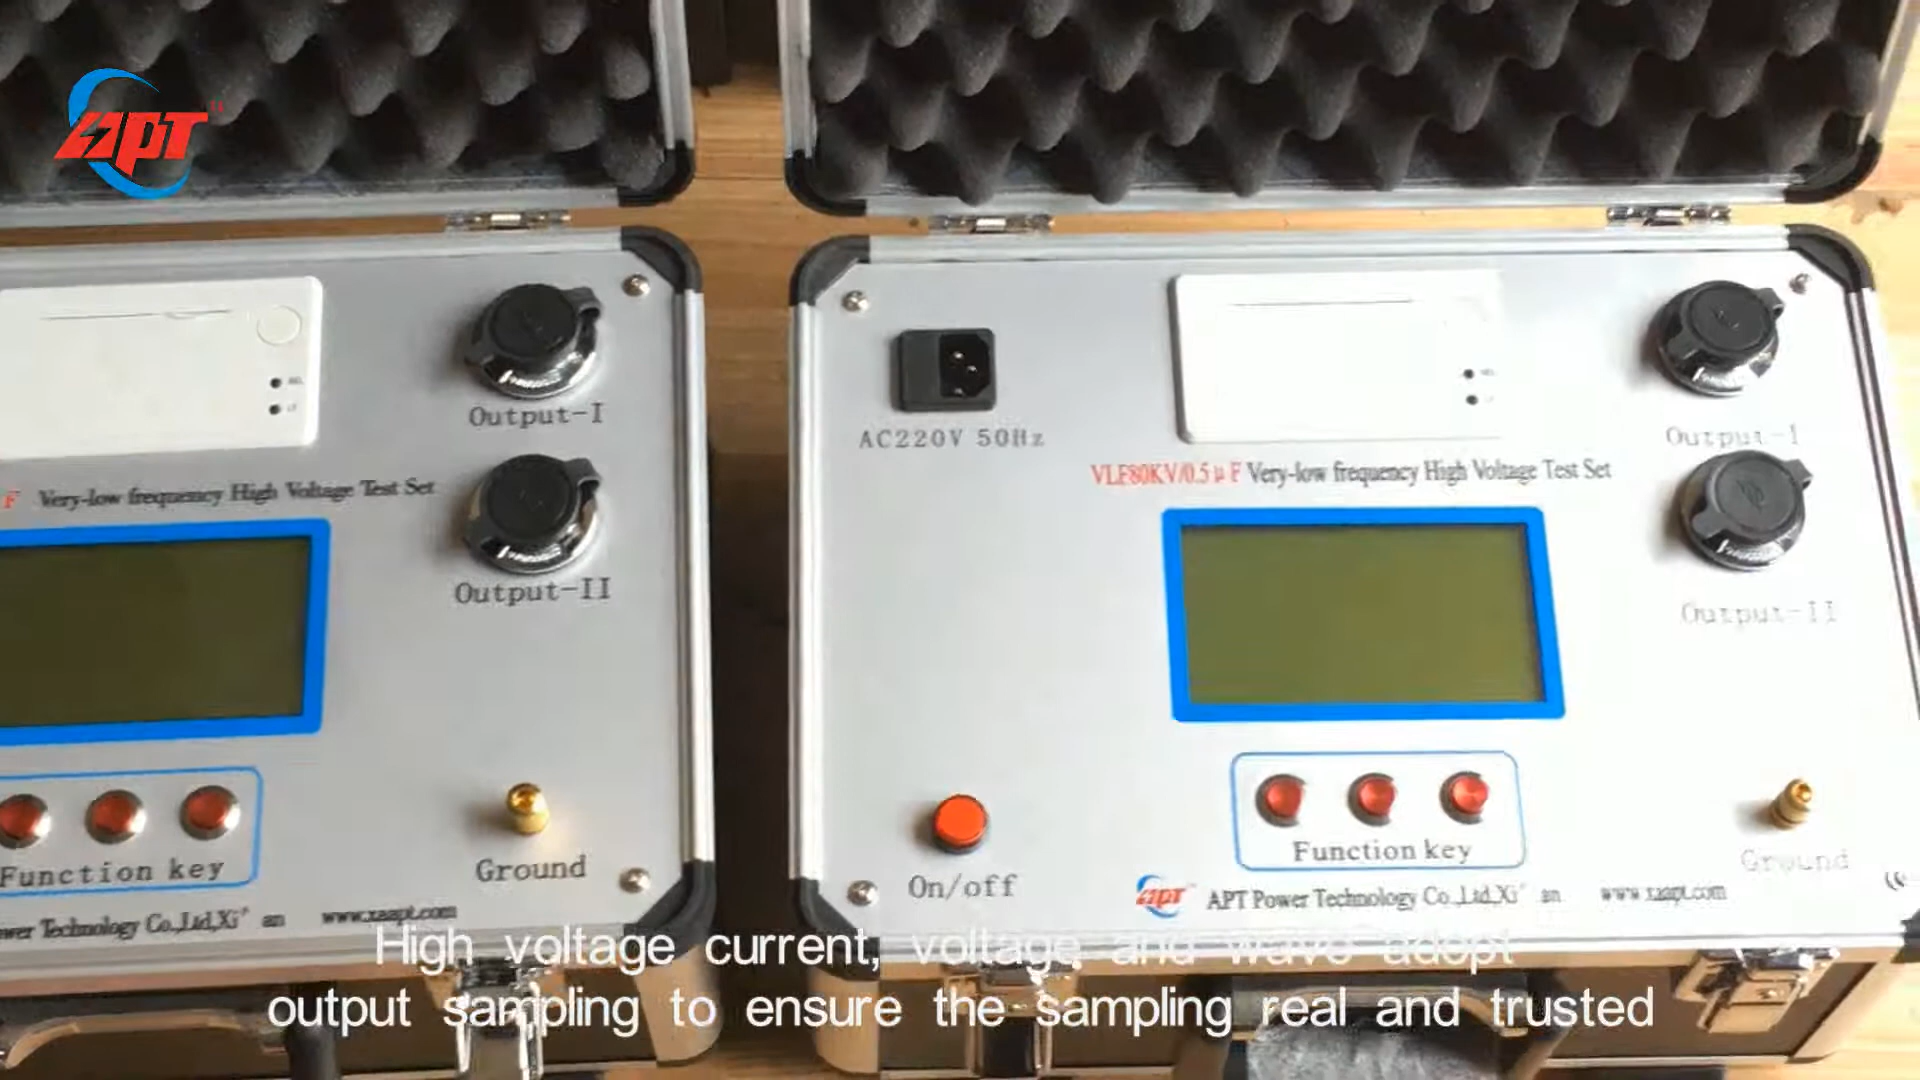 APT
Output-I
Output-II
F Very-low frequency High Voltage Test Set
Function key
Ground
wer Technology Co.,Ltd,Xi' an www.xaapt.com
AC220V 50Hz
Output-I
VLF80KV/0.5μF Very-low frequency High Voltage Test Set
Output-II
On/off
Function key
Ground
APT APT Power Technology Co.,Ltd,Xi' an www.xaapt.com
High voltage current, voltage and wave adopt
output sampling to ensure the sampling real and trusted